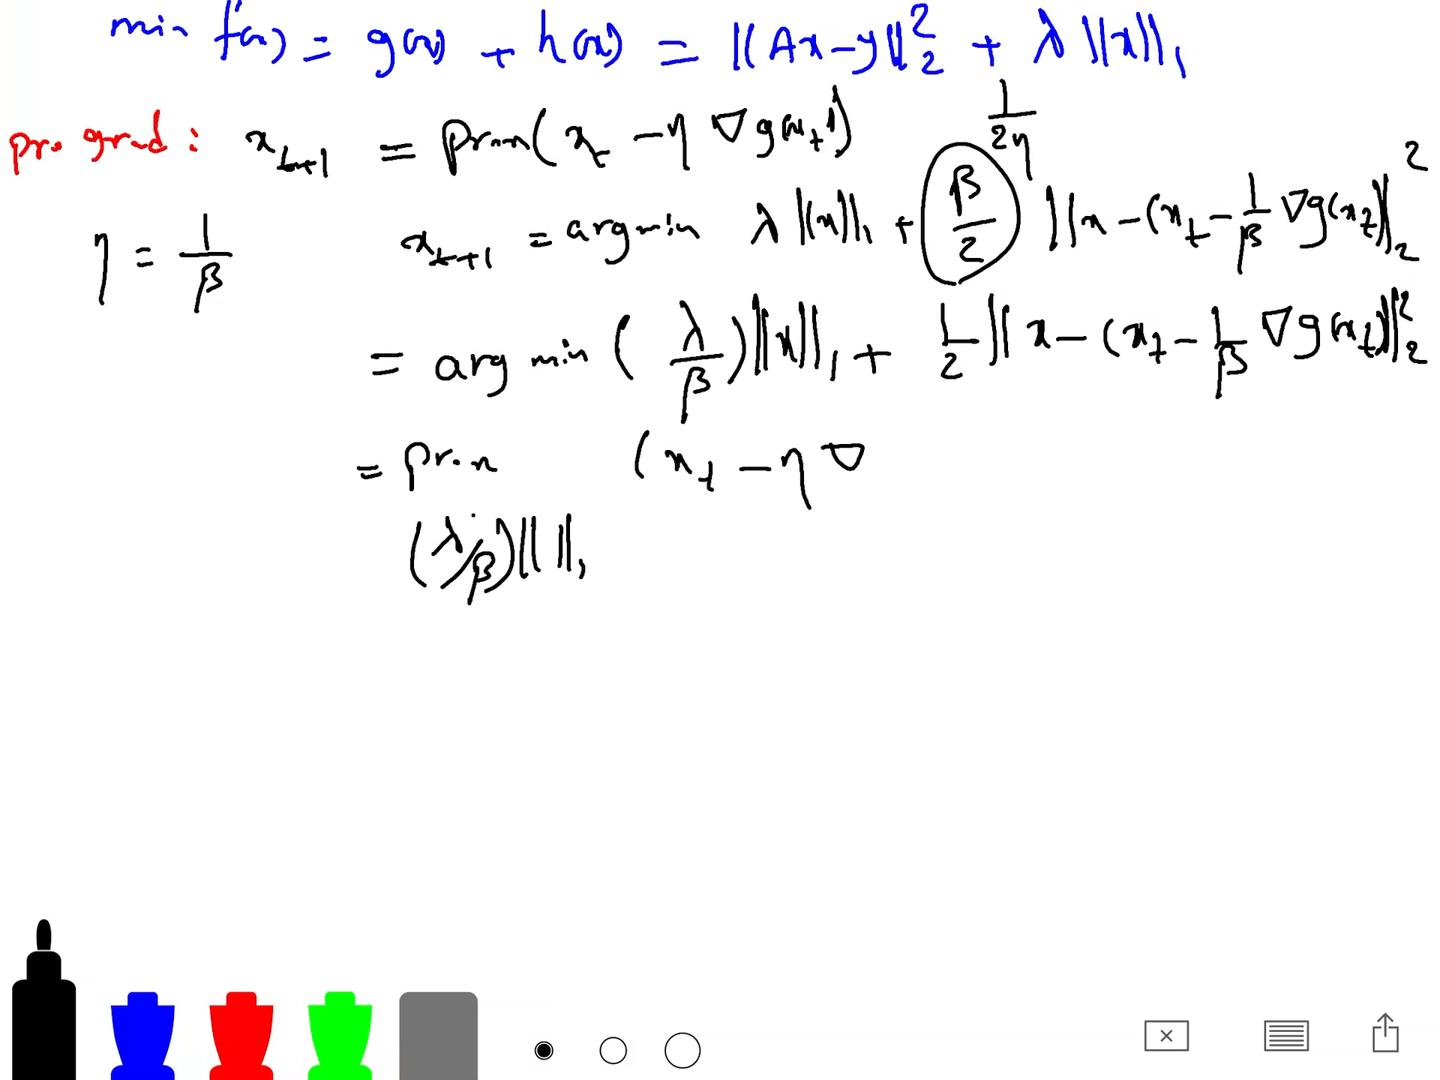 min f(x) = g(x) + h(x) = ||Ax-y||₂² + λ||x||₁
pro grad: x_{t+1} = prox(x_t - η ∇g(x_t)) 1/2η
η = 1/β x_{t+1} = argmin λ||x||₁ + β/2 ||x - (x_t - 1/β ∇g(x_t)||₂²
= arg min (λ/β)||x||₁ + 1/2 ||x - (x_t - 1/β ∇g(x_t)||₂²
= prox (x_t - η ∇
(λ/β)|| ||₁